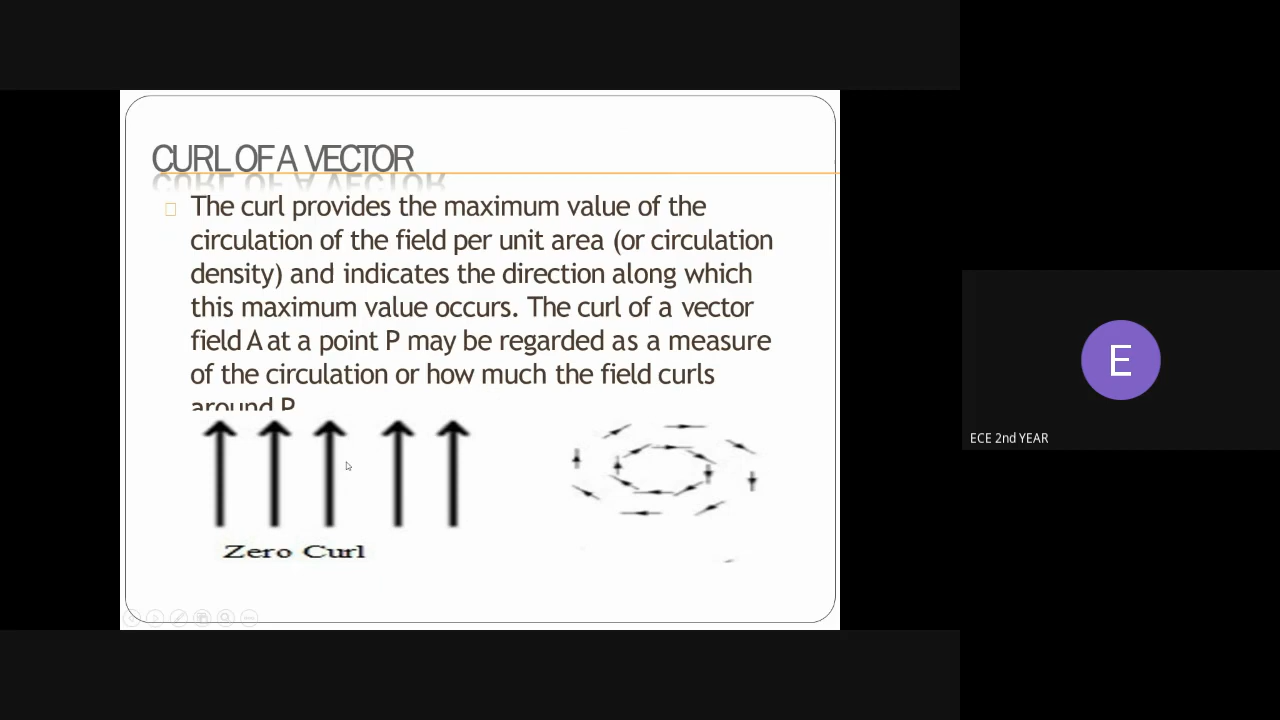 CURL OF A VECTOR
The curl provides the maximum value of the
circulation of the field per unit area (or circulation
density) and indicates the direction along which
this maximum value occurs. The curl of a vector
field A at a point P may be regarded as a measure
of the circulation or how much the field curls
around P
Zero Curl
E
ECE 2nd YEAR